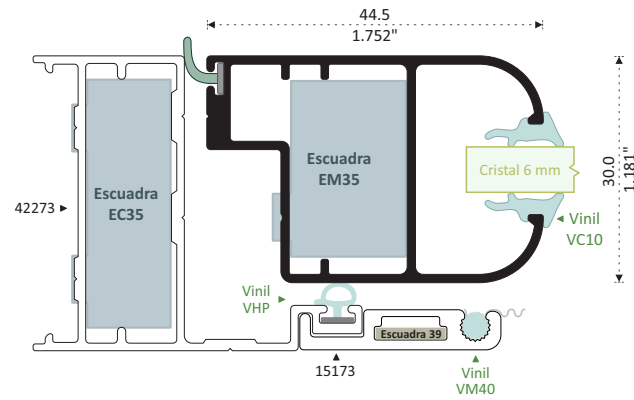 44.5
1.752"
Escuadra
EM35
Escuadra
EC35
Cristal 6 mm
30.0
1.181"
42273
Vinil
VC10
Vinil
VHP
Escuadra 39
15173
Vinil
VM40